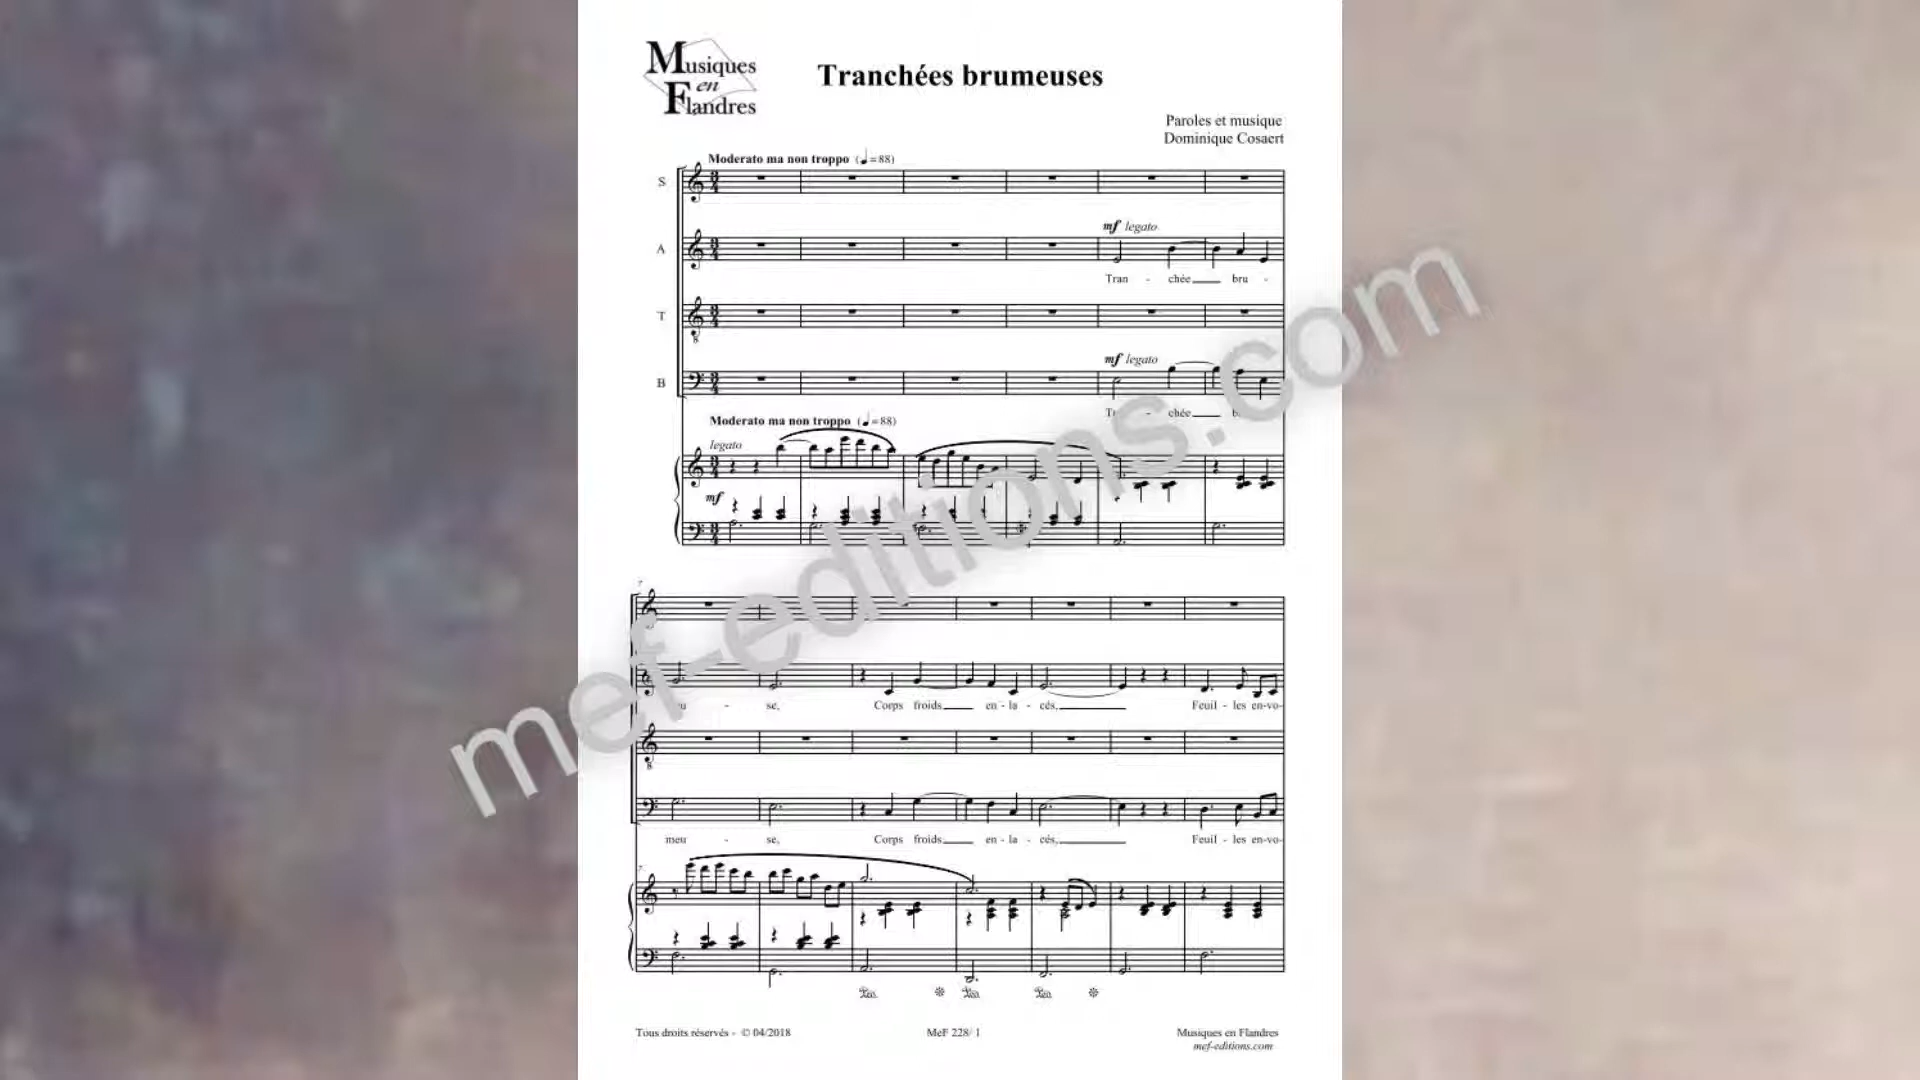 Musiques
en
Flandres
Tranchées brumeuses
Paroles et musique
Dominique Cosaert
Moderato ma non troppo (♩=88)
S
mf legato
A
Tran - chée bru -
T
mf legato
B
chée
Moderato ma non troppo (♩=88)
legato
mf
mef-editions.com
7
se, Corps froids en - la - cés, Feuil - les en-vo-
meu - se, Corps froids en - la - cés, Feuil - les en-vo-
7
Tous droits réservés - © 04/2018 MeF 228/ 1 Musiques en Flandres
mef-editions.com